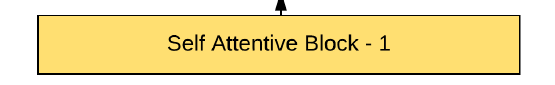 Self Attentive Block - 1